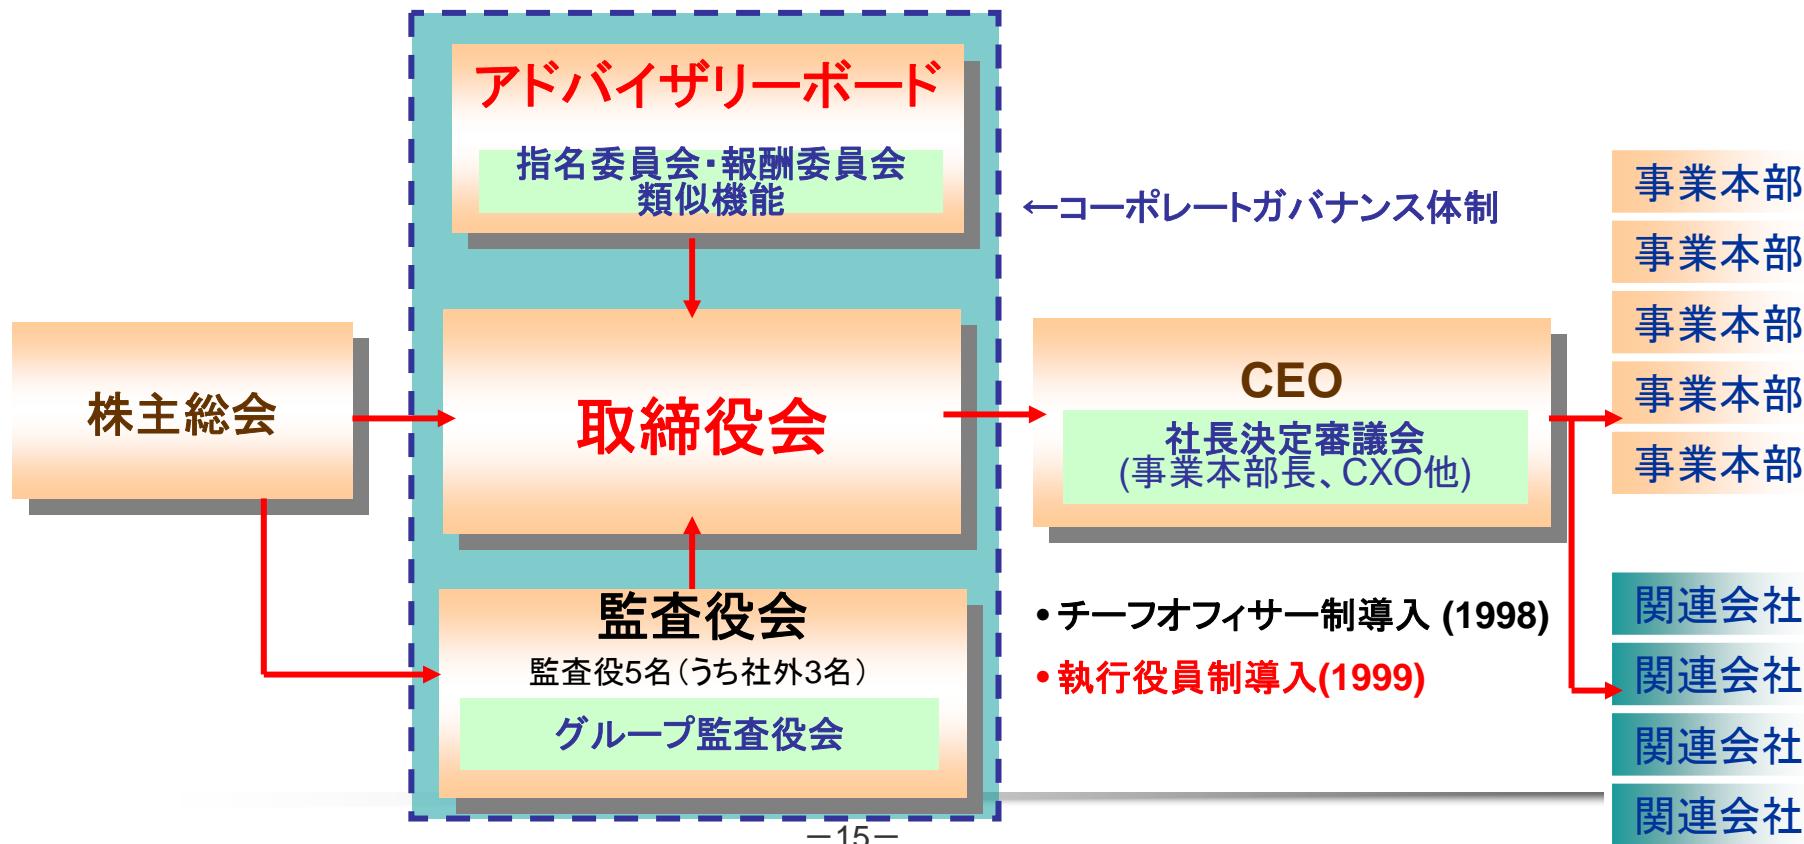 アドバイザリーボード
指名委員会・報酬委員会
類似機能
←コーポレートガバナンス体制
株主総会
取締役会
CEO
社長決定審議会
(事業本部長、CXO他)
監査役会
監査役5名(うち社外3名)
グループ監査役会
•チーフオフィサー制導入 (1998)
•執行役員制導入(1999)
事業本部
事業本部
事業本部
事業本部
事業本部
関連会社
関連会社
関連会社
関連会社
−15−